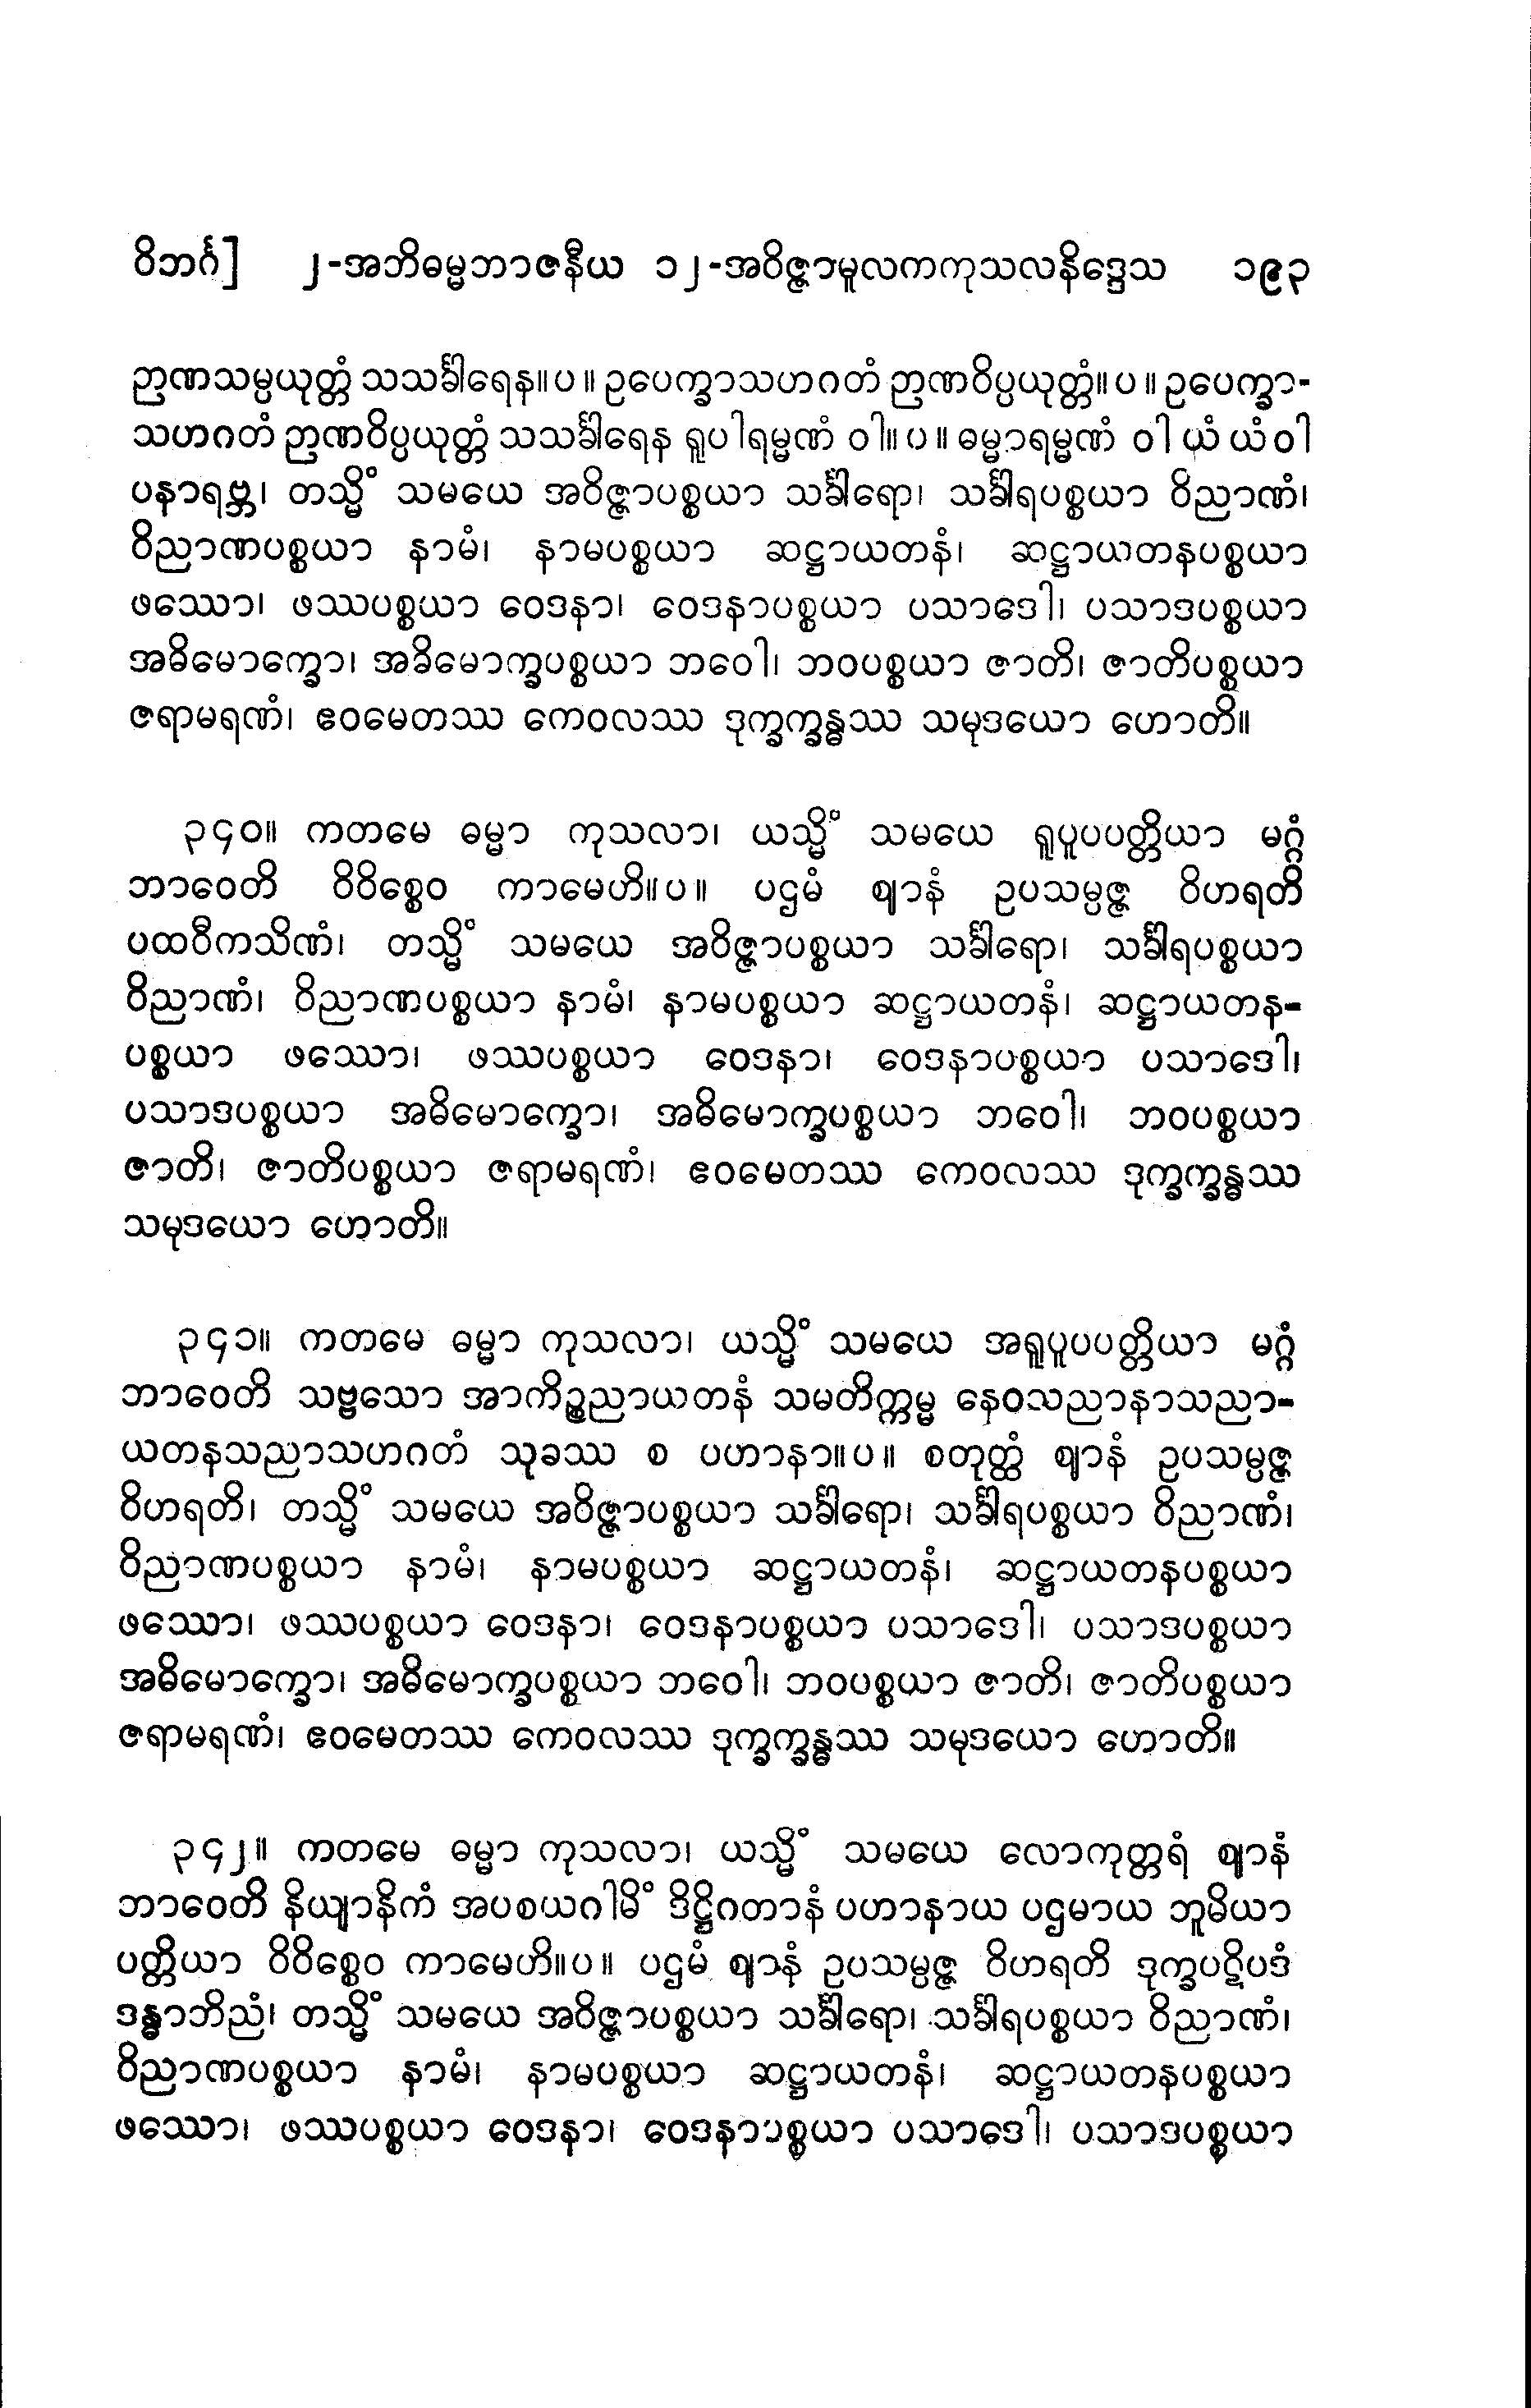 ဝိဘင်္ဂ] ၂-အဘိဓမ္မဘာဇနီယ ၁၂-အဝိဇ္ဇာမူလကကုသလနိဒ္ဒေသ ၁၉၃
ဉာဏသမ္ပယုတ္တံ သသင်္ခါရေန။ပ။ ဥပေက္ခာသဟဂတံ ဉာဏဝိပ္ပယုတ္တံ။ပ။ ဥပေက္ခာ-
သဟဂတံ ဉာဏဝိပ္ပယုတ္တံ သသင်္ခါရေန ရူပါရမ္မဏံ ဝါ။ပ။ ဓမ္မာရမ္မဏံ ဝါ ယံ ယံ ဝါ
ပနာရဗ္ဘ၊ တသ္မိံ သမယေ အဝိဇ္ဇာပစ္စယာ သင်္ခါရော၊ သင်္ခါရပစ္စယာ ဝိညာဏံ၊
ဝိညာဏပစ္စယာ နာမံ၊ နာမပစ္စယာ ဆဋ္ဌာယတနံ၊ ဆဋ္ဌာယတနပစ္စယာ
ဖဿော၊ ဖဿပစ္စယာ ဝေဒနာ၊ ဝေဒနာပစ္စယာ ပသာဒေါ၊ ပသာဒပစ္စယာ
အဓိမောက္ခော၊ အဓိမောက္ခပစ္စယာ ဘဝေါ၊ ဘဝပစ္စယာ ဇာတိ၊ ဇာတိပစ္စယာ
ဇရာမရဏံ၊ ဧဝမေတဿ ကေဝလဿ ဒုက္ခက္ခန္ဓဿ သမုဒယော ဟောတိ။
၃၄၀။ ကတမေ ဓမ္မာ ကုသလာ၊ ယသ္မိံ သမယေ ရူပူပပတ္တိယာ မဂ္ဂံ
ဘာဝေတိ ဝိဝိစ္စေဝ ကာမေဟိ။ပ။ ပဌမံ ဈာနံ ဥပသမ္ပဇ္ဇ ဝိဟရတိ
ပထဝီကသိဏံ၊ တသ္မိံ သမယေ အဝိဇ္ဇာပစ္စယာ သင်္ခါရော၊ သင်္ခါရပစ္စယာ
ဝိညာဏံ၊ ဝိညာဏပစ္စယာ နာမံ၊ နာမပစ္စယာ ဆဋ္ဌာယတနံ၊ ဆဋ္ဌာယတန-
ပစ္စယာ ဖဿော၊ ဖဿပစ္စယာ ဝေဒနာ၊ ဝေဒနာပစ္စယာ ပသာဒေါ၊
ပသာဒပစ္စယာ အဓိမောက္ခော၊ အဓိမောက္ခပစ္စယာ ဘဝေါ၊ ဘဝပစ္စယာ
ဇာတိ၊ ဇာတိပစ္စယာ ဇရာမရဏံ၊ ဧဝမေတဿ ကေဝလဿ ဒုက္ခက္ခန္ဓဿ
သမုဒယော ဟောတိ။
၃၄၁။ ကတမေ ဓမ္မာ ကုသလာ၊ ယသ္မိံ သမယေ အရူပူပပတ္တိယာ မဂ္ဂံ
ဘာဝေတိ သဗ္ဗသော အာကိဉ္စညာယတနံ သမတိက္ကမ္မ နေဝသညာနာသညာ-
ယတနသညာသဟဂတံ သုခဿ စ ပဟာနာ။ပ။ စတုတ္ထံ ဈာနံ ဥပသမ္ပဇ္ဇ
ဝိဟရတိ၊ တသ္မိံ သမယေ အဝိဇ္ဇာပစ္စယာ သင်္ခါရော၊ သင်္ခါရပစ္စယာ ဝိညာဏံ၊
ဝိညာဏပစ္စယာ နာမံ၊ နာမပစ္စယာ ဆဋ္ဌာယတနံ၊ ဆဋ္ဌာယတနပစ္စယာ
ဖဿော၊ ဖဿပစ္စယာ ဝေဒနာ၊ ဝေဒနာပစ္စယာ ပသာဒေါ၊ ပသာဒပစ္စယာ
အဓိမောက္ခော၊ အဓိမောက္ခပစ္စယာ ဘဝေါ၊ ဘဝပစ္စယာ ဇာတိ၊ ဇာတိပစ္စယာ
ဇရာမရဏံ၊ ဧဝမေတဿ ကေဝလဿ ဒုက္ခက္ခန္ဓဿ သမုဒယော ဟောတိ။
၃၄၂။ ကတမေ ဓမ္မာ ကုသလာ၊ ယသ္မိံ သမယေ လောကုတ္တရံ ဈာနံ
ဘာဝေတိ နိယျာနိကံ အပစယဂါမိံ ဒိဋ္ဌိဂတာနံ ပဟာနာယ ပဌမာယ ဘူမိယာ
ပတ္တိယာ ဝိဝိစ္စေဝ ကာမေဟိ။ပ။ ပဌမံ ဈာနံ ဥပသမ္ပဇ္ဇ ဝိဟရတိ ဒုက္ခပဋိပဒံ
ဒန္ဓာဘိညံ၊ တသ္မိံ သမယေ အဝိဇ္ဇာပစ္စယာ သင်္ခါရော၊ သင်္ခါရပစ္စယာ ဝိညာဏံ၊
ဝိညာဏပစ္စယာ နာမံ၊ နာမပစ္စယာ ဆဋ္ဌာယတနံ၊ ဆဋ္ဌာယတနပစ္စယာ
ဖဿော၊ ဖဿပစ္စယာ ဝေဒနာ၊ ဝေဒနာပစ္စယာ ပသာဒေါ၊ ပသာဒပစ္စယာ